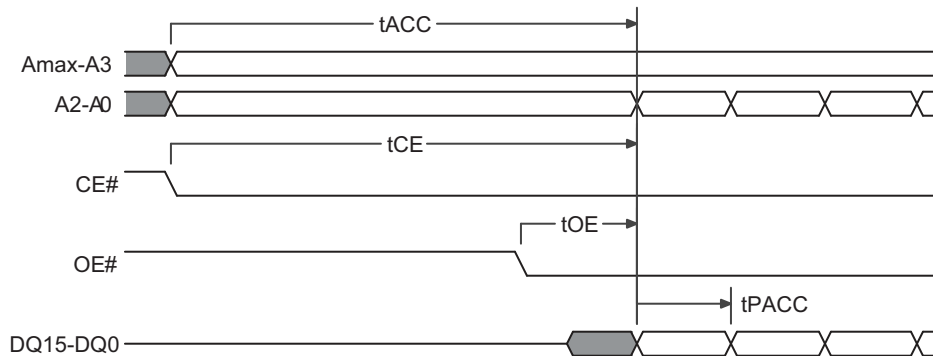 tACC
Amax-A3
A2-A0
tCE
CE#
tOE
OE#
tPACC
DQ15-DQ0